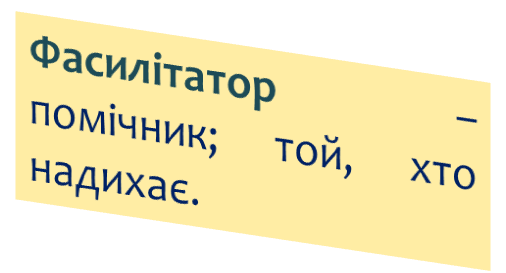 Фасилітатор –
помічник; той, хто
надихає.